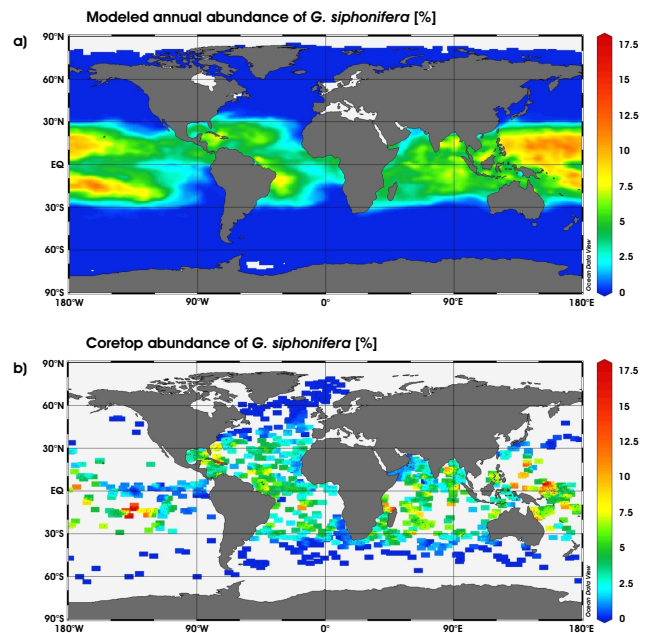 Modeled annual abundance of G. siphonifera [%]
a)
90°N
60°N
30°N
EQ
30°S
60°S
90°S
180°W
90°W
0°
90°E
180°E
17.5
15
12.5
10
7.5
5
2.5
0
Ocean Data View
Coretop abundance of G. siphonifera [%]
b)
90°N
60°N
30°N
EQ
30°S
60°S
90°S
180°W
90°W
0°
90°E
180°E
17.5
15
12.5
10
7.5
5
2.5
0
Ocean Data View